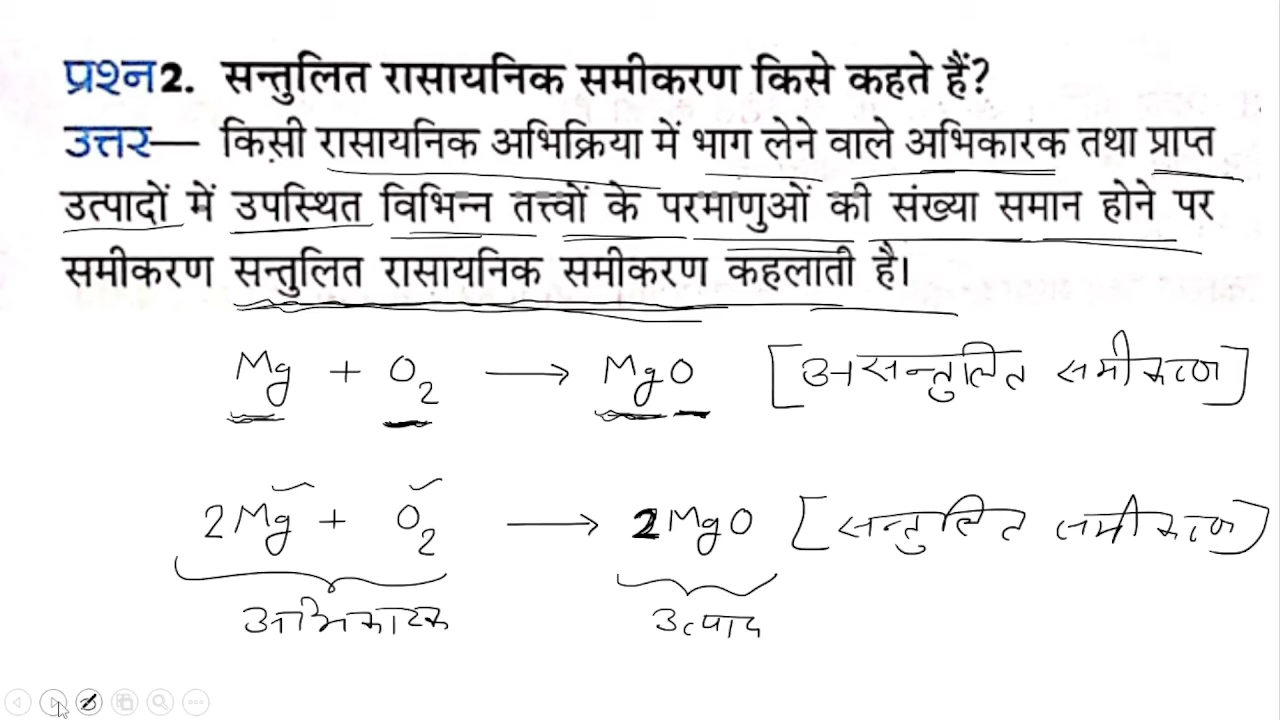 प्रश्न 2. सन्तुलित रासायनिक समीकरण किसे कहते हैं?
उत्तर— किसी रासायनिक अभिक्रिया में भाग लेने वाले अभिकारक तथा प्राप्त
उत्पादों में उपस्थित विभिन्न तत्त्वों के परमाणुओं की संख्या समान होने पर
समीकरण सन्तुलित रासायनिक समीकरण कहलाती है।
Mg + O₂ → MgO [असन्तुलित समीकरण]
2Mg + O₂ → 2MgO [सन्तुलित समीकरण]
अभिकारक उत्पाद